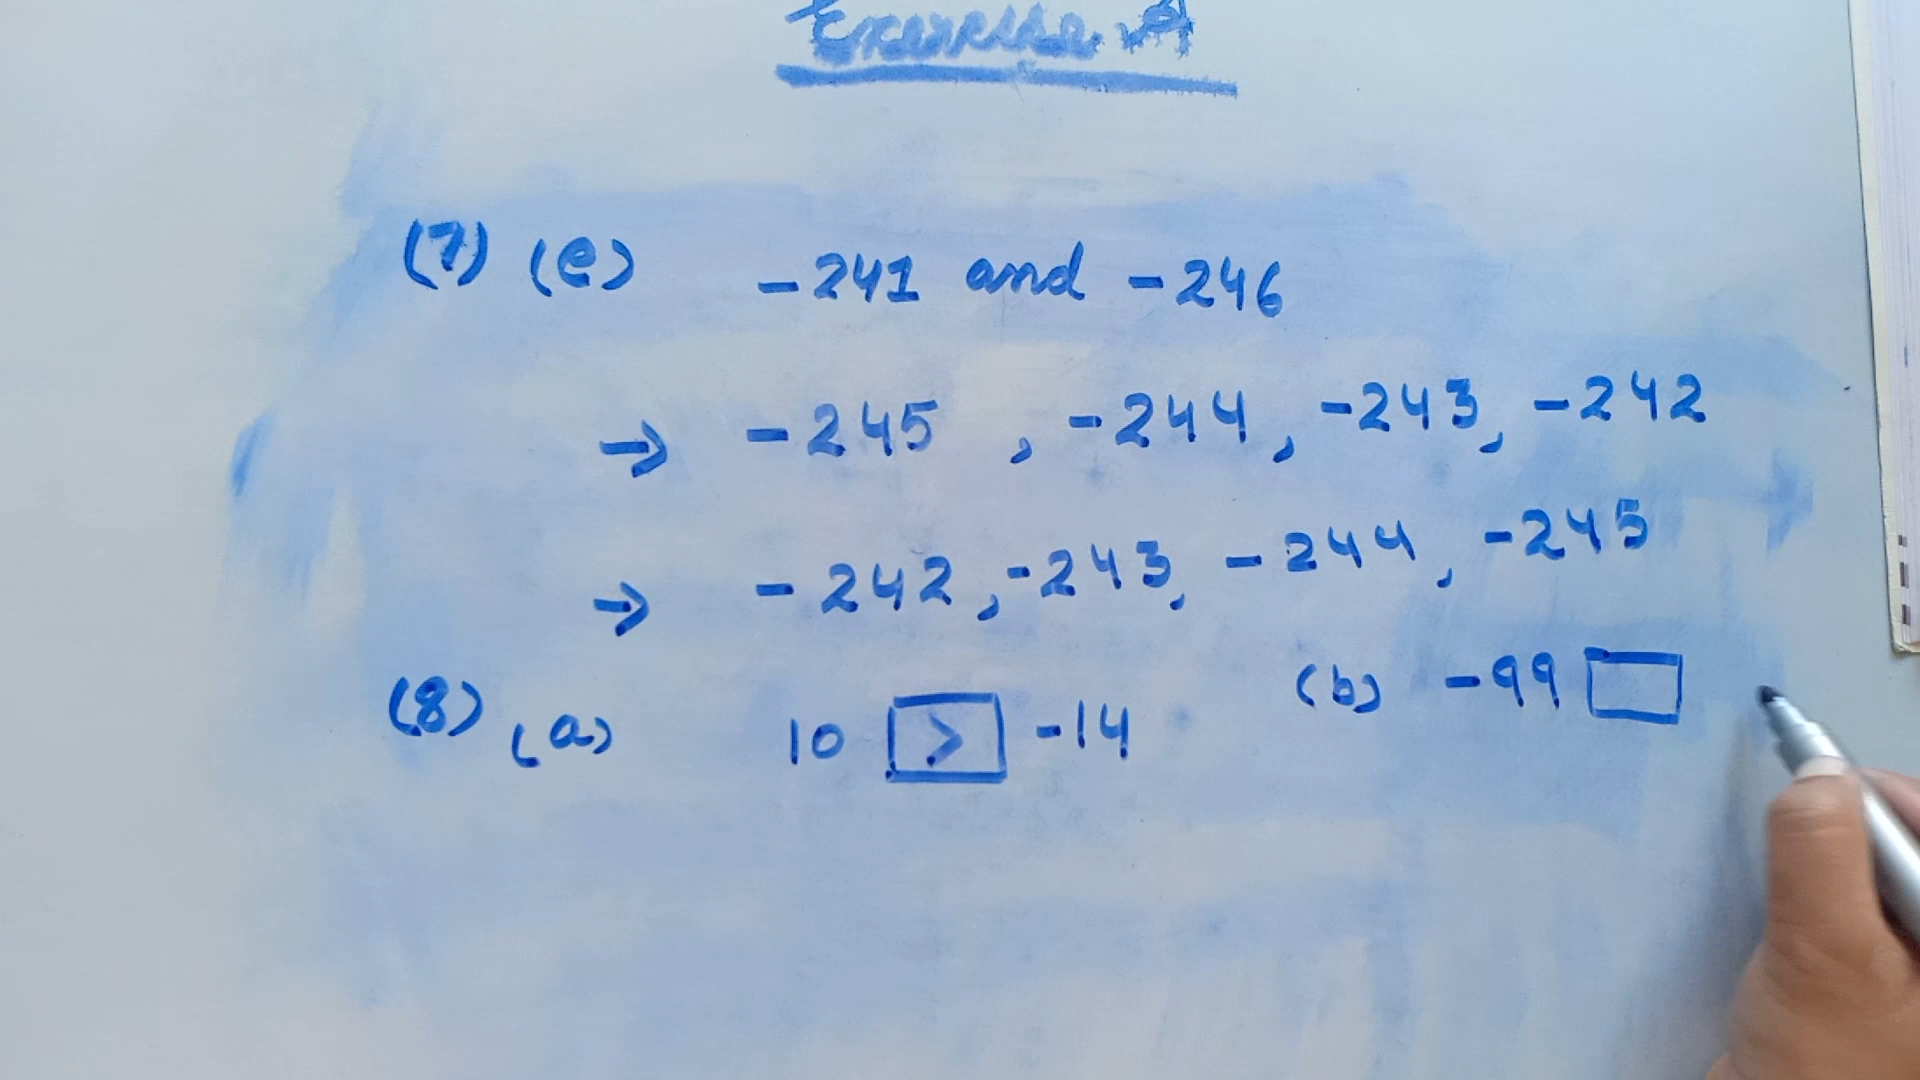 Exercise A
(7) (e) -241 and -246
→ -245 , -244, -243, -242
→ -242, -243, -244, -245
(8) (a) 10 > -14 (b) -99